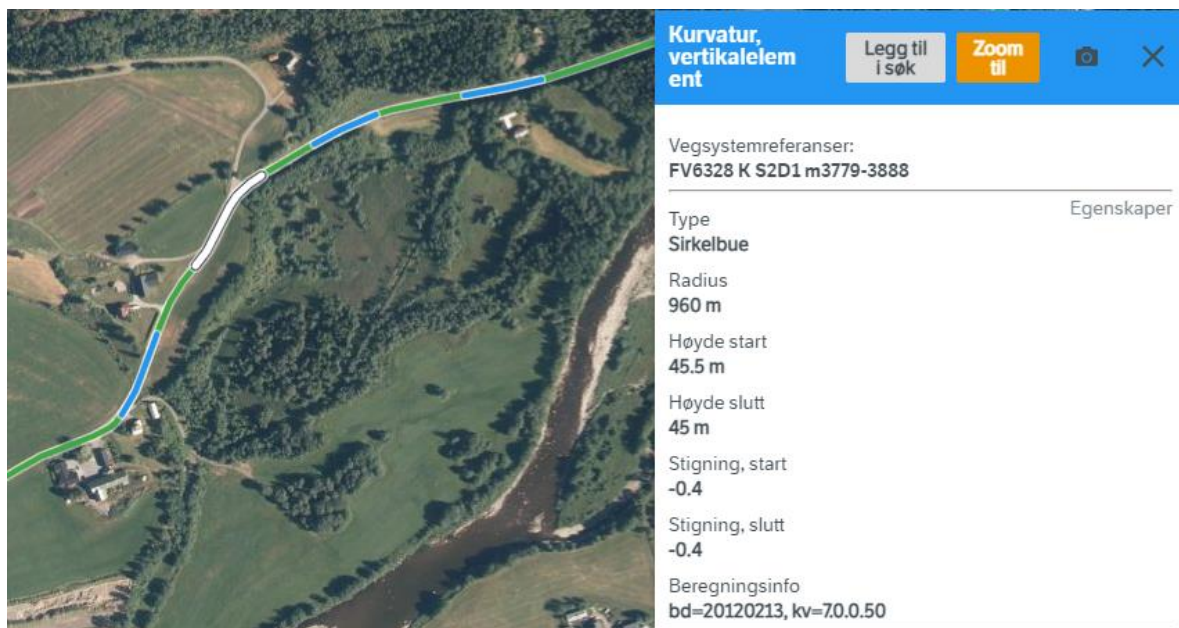 Kurvatur,
vertikalelem
ent
Legg til
i søk
Zoom
til
Vegsystemreferanser:
FV6328 K S2D1 m3779-3888
Egenskaper
Type
Sirkelbue
Radius
960 m
Høyde start
45.5 m
Høyde slutt
45 m
Stigning, start
-0.4
Stigning, slutt
-0.4
Beregningsinfo
bd=20120213, kv=7.0.0.50